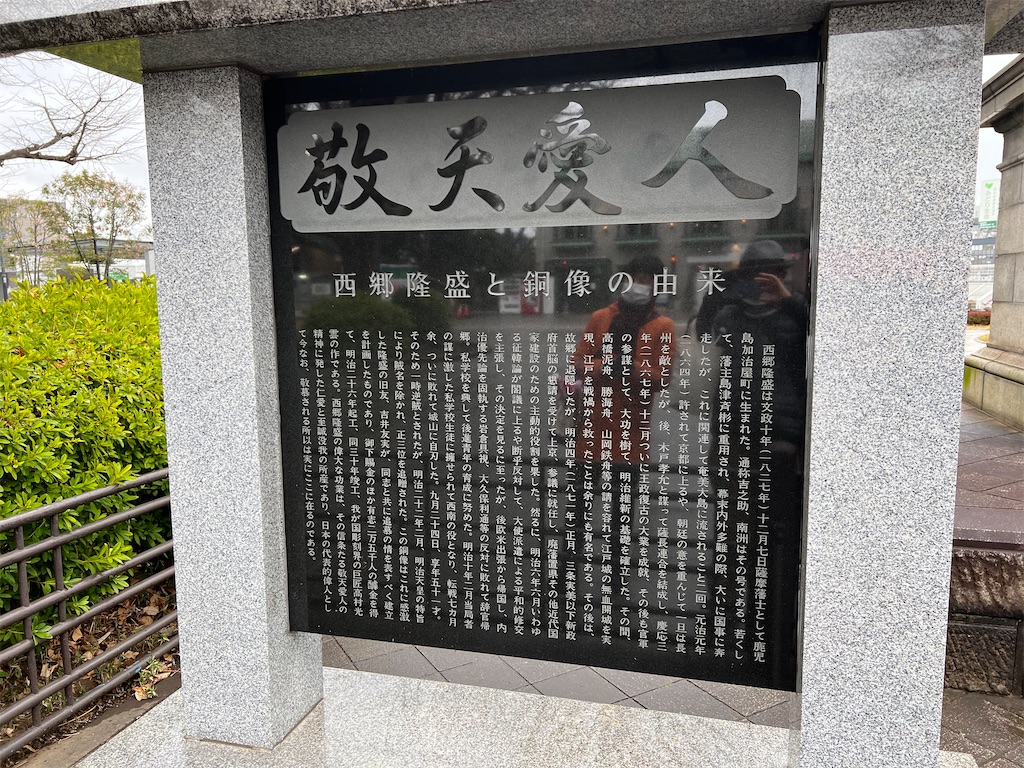 敬天愛人
西郷隆盛と銅像の由来
西郷隆盛は文政十年(一八二七年)十二月七日薩摩藩士として鹿児
島加治屋町に生まれた。通称吉之助、南洲はその号である。若くし
て、藩主島津斉彬に重用され、幕末内外多難の際、大いに国事に奔
走したが、これに関連して奄美大島に流されること二回。元治元年
(一八六四年)許されて京都に上るや、朝廷の意を重んじて一旦は長
州を敵としたが、後、木戸孝允と謀って薩長連合を結成し、慶応三
年(一八六七年)十二月ついに王政復古の大業を成就、その後も官軍
の参謀として、大功を樹て、明治維新の基礎を確立した。その間、
高橋泥舟、勝海舟、山岡鉄舟等の請を容れて江戸城の無血開城を実
現、江戸を戦禍から救ったことは余りにも有名である。その後は、
故郷に退隠したが、明治四年(一八七一年)正月、三条実美以下新政
府首脳の懇請を受けて上京、参議に就任し、廃藩置県その他近代国
家建設のための主動的役割を果した。然るに、明治六年六月いわゆ
る征韓論が閣議に上るや断乎反対して、大使派遣による平和的修交
を主張し、その決定を見るに至ったが、後欧米出張から帰国し、内
治優先論を固執する岩倉具視、大久保利通等の反対に敗れて辞官帰
郷、私学校を興して後進青年の育成に努めた。明治十年二月当局者
の謀に激した私学校生徒に擁せられて西南の役となり、転戦七カ月
余、ついに敗れて城山に自刃した。九月二十四日、享年五十一才。
そのため一時逆賊とされたが、明治二十二年二月、明治天皇の特旨
により賊名を除かれ、正三位を追贈された。この銅像はこれに感激
した隆盛の旧友、吉井友実が、同志と共に追慕の情を表すべく建立
を計画したものであり、御下賜金のほか有志二万五千人の醵金を得
て、明治二十六年起工、同三十年竣工、我が国彫刻界の巨匠高村光
雲の作である。西郷隆盛の偉大な功業は、その信条たる敬天愛人の
精神に発した仁愛と至誠没我の所産であり、日本の代表的偉人とし
て今なお、敬慕される所以は実にここに在るのである。